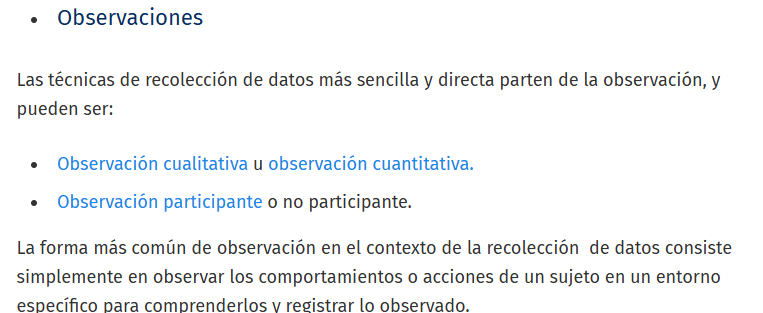 • Observaciones
Las técnicas de recolección de datos más sencilla y directa parten de la observación, y
pueden ser:
• Observación cualitativa u observación cuantitativa.
• Observación participante o no participante.
La forma más común de observación en el contexto de la recolección  de datos consiste
simplemente en observar los comportamientos o acciones de un sujeto en un entorno
específico para comprenderlos y registrar lo observado.